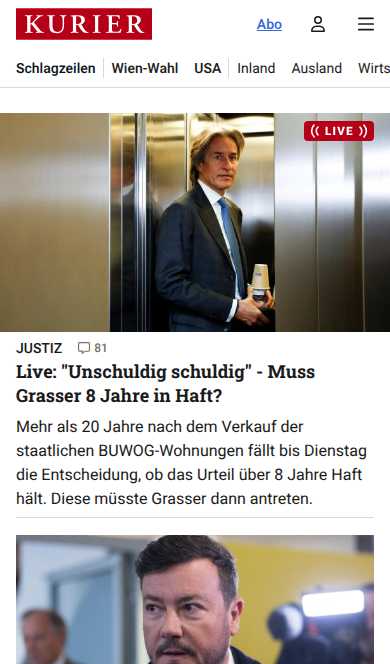 KURIER
Abo
Schlagzeilen Wien-Wahl USA Inland Ausland Wirts
LIVE
JUSTIZ 81
Live: "Unschuldig schuldig" - Muss
Grasser 8 Jahre in Haft?
Mehr als 20 Jahre nach dem Verkauf der
staatlichen BUWOG-Wohnungen fällt bis Dienstag
die Entscheidung, ob das Urteil über 8 Jahre Haft
hält. Diese müsste Grasser dann antreten.